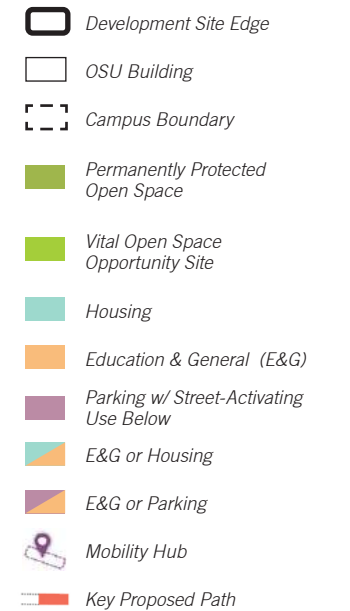 Development Site Edge
OSU Building
Campus Boundary
Permanently Protected
Open Space
Vital Open Space
Opportunity Site
Housing
Education & General (E&G)
Parking w/ Street-Activating
Use Below
E&G or Housing
E&G or Parking
Mobility Hub
Key Proposed Path